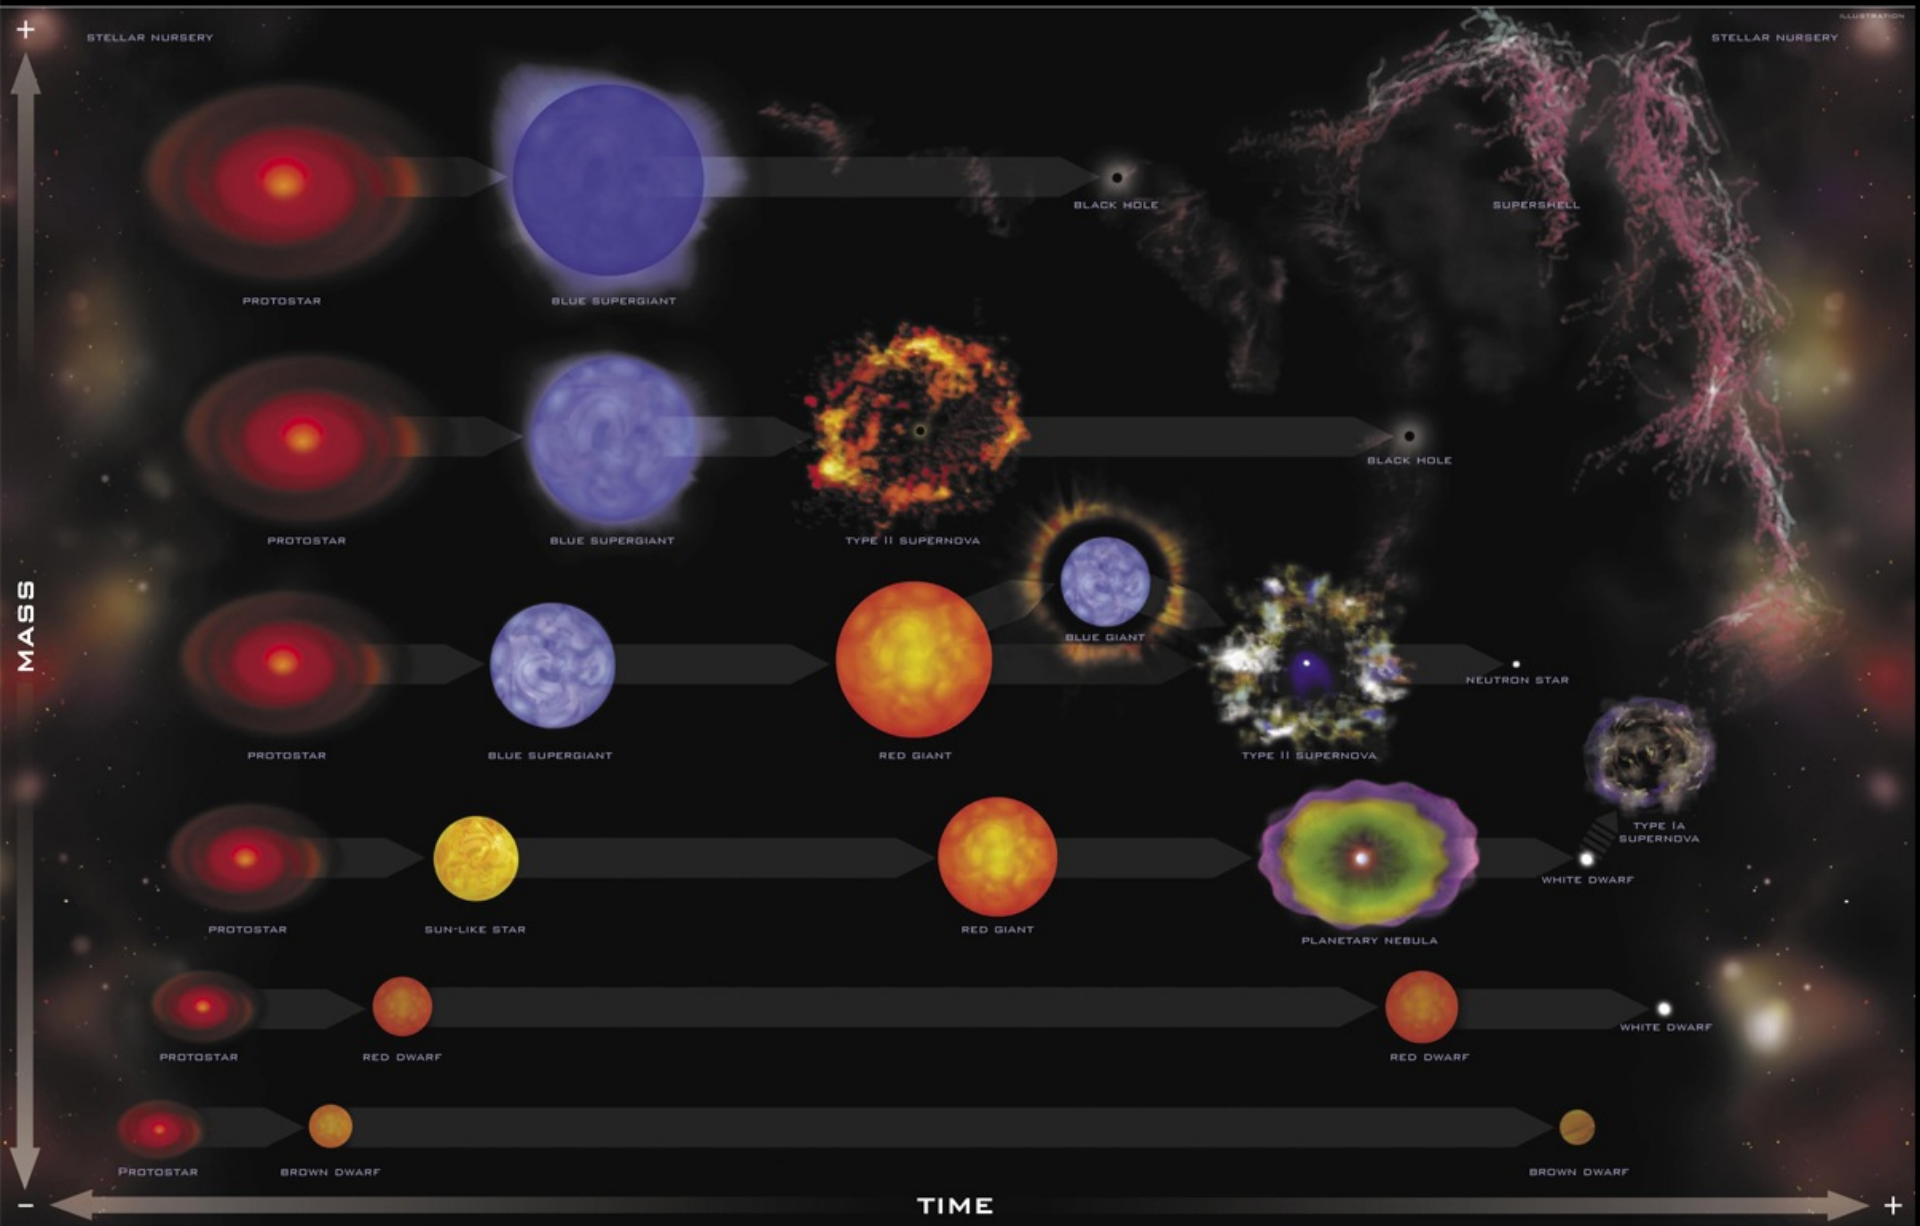 +
STELLAR NURSERY
ILLUSTRATION
STELLAR NURSERY
BLACK HOLE
SUPERSHELL
PROTOSTAR
BLUE SUPERGIANT
BLACK HOLE
PROTOSTAR
BLUE SUPERGIANT
TYPE II SUPERNOVA
MASS
BLUE GIANT
NEUTRON STAR
PROTOSTAR
BLUE SUPERGIANT
RED GIANT
TYPE II SUPERNOVA
TYPE IA
SUPERNOVA
WHITE DWARF
PROTOSTAR
SUN-LIKE STAR
RED GIANT
PLANETARY NEBULA
WHITE DWARF
PROTOSTAR
RED DWARF
RED DWARF
PROTOSTAR
BROWN DWARF
BROWN DWARF
−
TIME
+